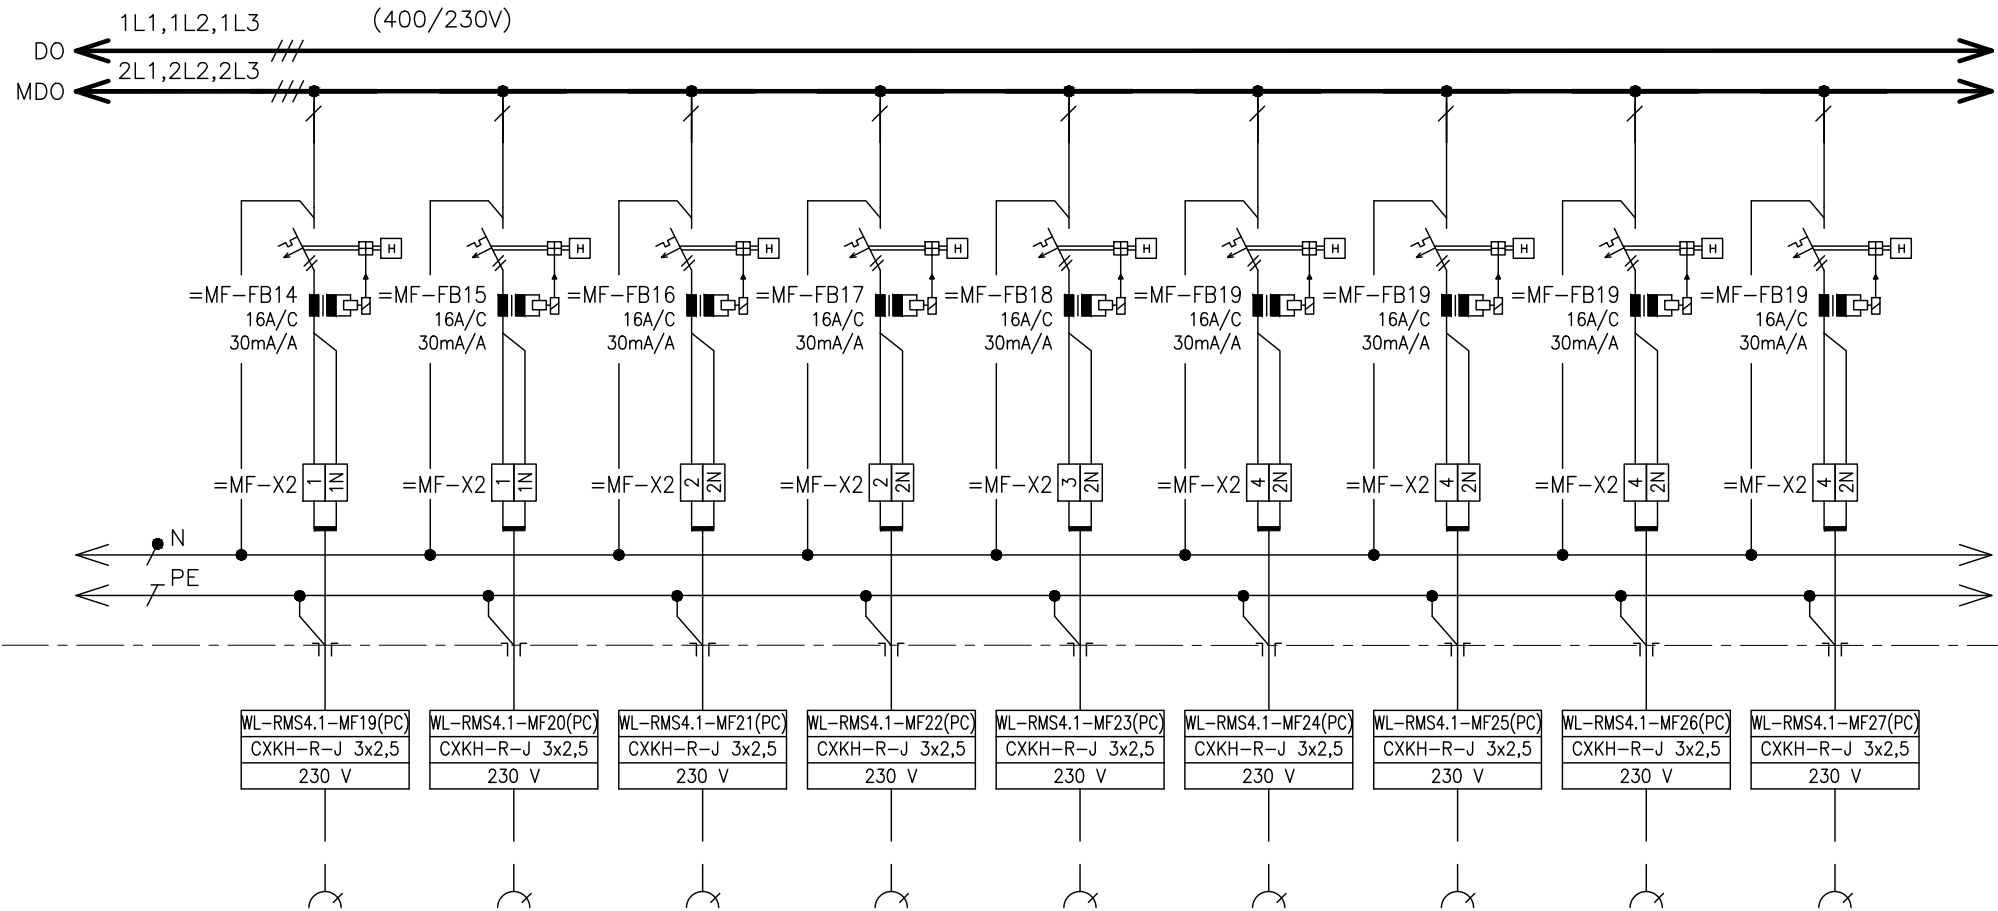 1L1,1L2,1L3 (400/230V)
DO
2L1,2L2,2L3
MDO
H H H H H H H H H
=MF-FB14 =MF-FB15 =MF-FB16 =MF-FB17 =MF-FB18 =MF-FB19 =MF-FB19 =MF-FB19 =MF-FB19
16A/C 16A/C 16A/C 16A/C 16A/C 16A/C 16A/C 16A/C 16A/C
30mA/A 30mA/A 30mA/A 30mA/A 30mA/A 30mA/A 30mA/A 30mA/A 30mA/A
=MF-X2 1 1N =MF-X2 1 1N =MF-X2 2 2N =MF-X2 2 2N =MF-X2 3 2N =MF-X2 4 2N =MF-X2 4 2N =MF-X2 4 2N =MF-X2 4 2N
N
PE
WL-RMS4.1-MF19(PC) WL-RMS4.1-MF20(PC) WL-RMS4.1-MF21(PC) WL-RMS4.1-MF22(PC) WL-RMS4.1-MF23(PC) WL-RMS4.1-MF24(PC) WL-RMS4.1-MF25(PC) WL-RMS4.1-MF26(PC) WL-RMS4.1-MF27(PC)
CXKH-R-J 3x2,5 CXKH-R-J 3x2,5 CXKH-R-J 3x2,5 CXKH-R-J 3x2,5 CXKH-R-J 3x2,5 CXKH-R-J 3x2,5 CXKH-R-J 3x2,5 CXKH-R-J 3x2,5 CXKH-R-J 3x2,5
230 V 230 V 230 V 230 V 230 V 230 V 230 V 230 V 230 V